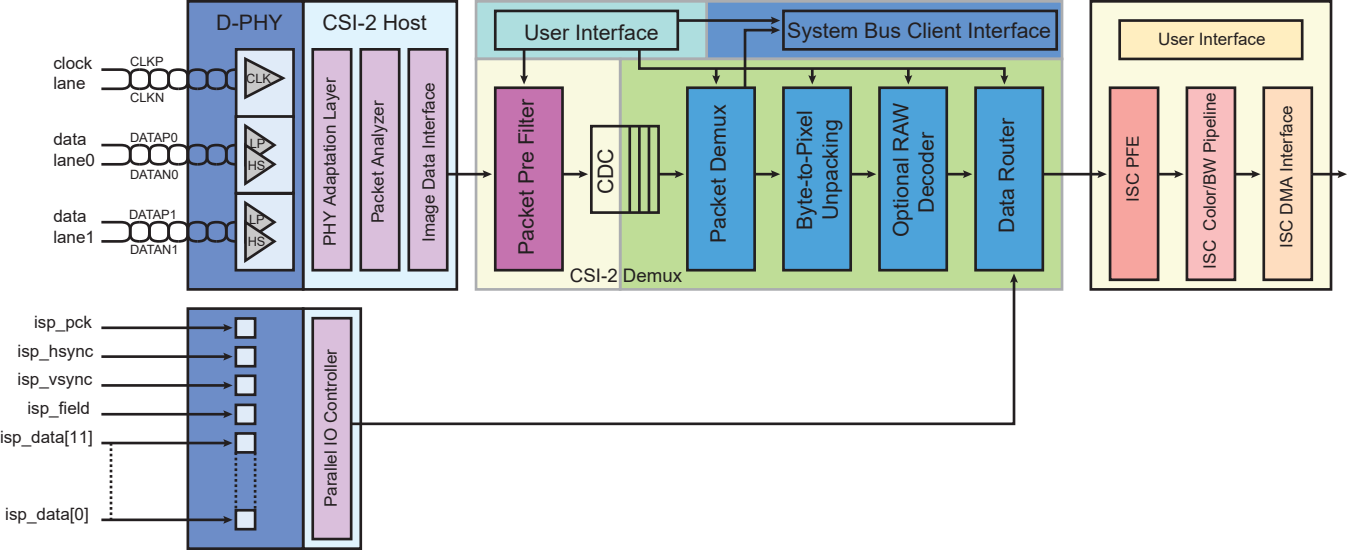 D-PHY
CSI-2 Host
User Interface
System Bus Client Interface
User Interface
clock
lane
CLKP
CLKN
CLK
data
lane0
DATAP0
DATAN0
LP
HS
data
lane1
DATAP1
DATAN1
LP
HS
PHY Adaptation Layer
Packet Analyzer
Image Data Interface
Packet Pre Filter
CDC
Packet Demux
Byte-to-Pixel
Unpacking
Optional RAW
Decoder
Data Router
CSI-2 Demux
ISC PFE
ISC Color/BW Pipeline
ISC DMA Interface
isp_pck
isp_hsync
isp_vsync
isp_field
isp_data[11]
isp_data[0]
Parallel IO Controller